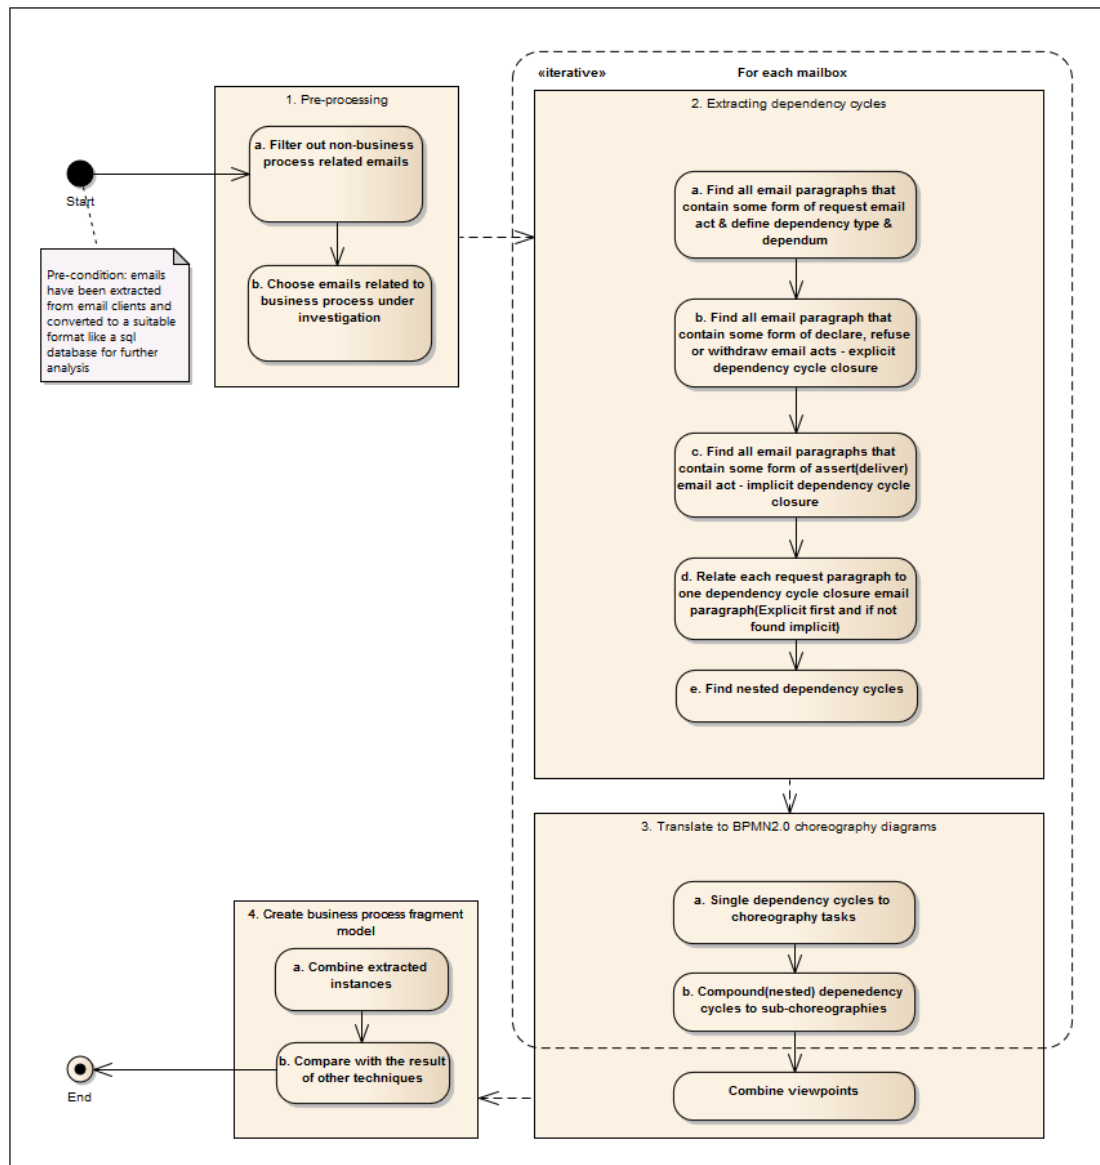 «iterative»
For each mailbox
1. Pre-processing
a. Filter out non-business
process related emails
b. Choose emails related to
business process under
investigation
Start
Pre-condition: emails
have been extracted
from email clients and
converted to a suitable
format like a sql
database for further
analysis
2. Extracting dependency cycles
a. Find all email paragraphs that
contain some form of request email
act & define dependency type &
dependum
b. Find all email paragraph that
contain some form of declare, refuse
or withdraw email acts - explicit
dependency cycle closure
c. Find all email paragraphs that
contain some form of assert(deliver)
email act - implicit dependency cycle
closure
d. Relate each request paragraph to
one dependency cycle closure email
paragraph(Explicit first and if not
found implicit)
e. Find nested dependency cycles
3. Translate to BPMN2.0 choreography diagrams
a. Single dependency cycles to
choreography tasks
b. Compound(nested) depenedency
cycles to sub-choreographies
Combine viewpoints
4. Create business process fragment
model
a. Combine extracted
instances
b. Compare with the result
of other techniques
End